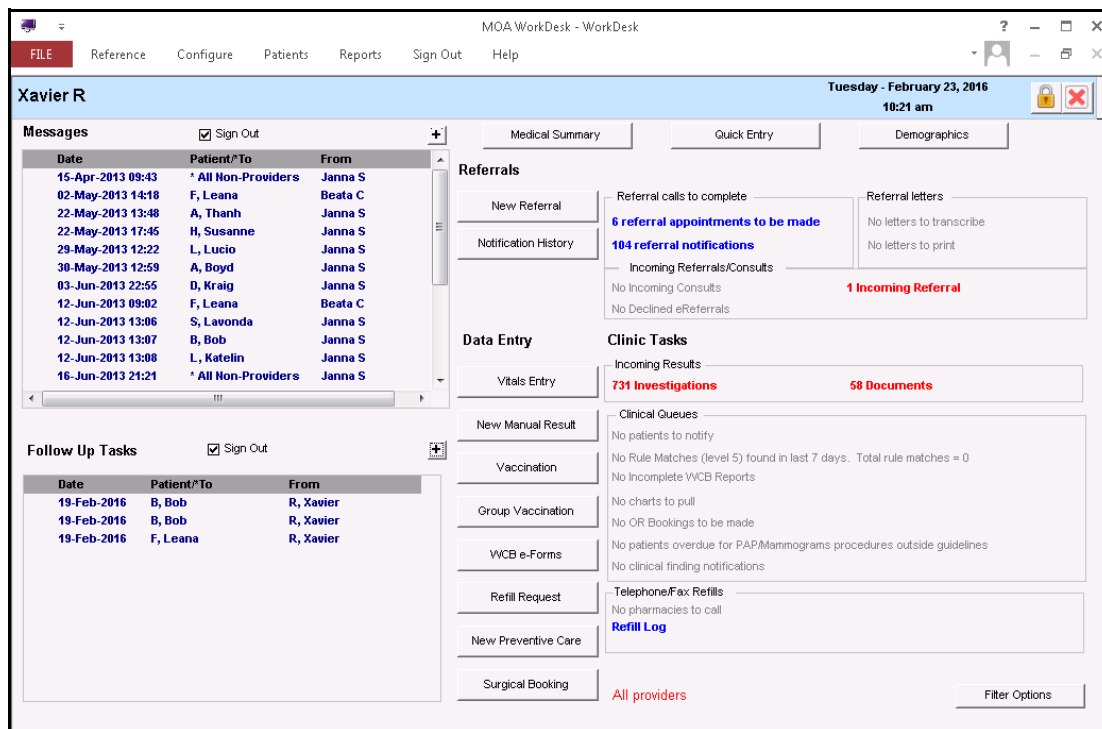 MOA WorkDesk - WorkDesk
FILE Reference Configure Patients Reports Sign Out Help
Xavier R
Tuesday - February 23, 2016
10:21 am
Messages
Sign Out
Date Patient/*To From
15-Apr-2013 09:43 * All Non-Providers Janna S
02-May-2013 14:18 F, Leana Beata C
22-May-2013 13:48 A, Thanh Janna S
22-May-2013 17:45 H, Susanne Janna S
29-May-2013 12:22 L, Lucio Janna S
30-May-2013 12:59 A, Boyd Janna S
03-Jun-2013 22:55 D, Kraig Janna S
12-Jun-2013 09:02 F, Leana Beata C
12-Jun-2013 13:06 S, Lavonda Janna S
12-Jun-2013 13:07 B, Bob Janna S
12-Jun-2013 13:08 L, Katelin Janna S
16-Jun-2013 21:21 * All Non-Providers Janna S
Follow Up Tasks
Sign Out
Date Patient/*To From
19-Feb-2016 B, Bob R, Xavier
19-Feb-2016 B, Bob R, Xavier
19-Feb-2016 F, Leana R, Xavier
Medical Summary
Quick Entry
Demographics
Referrals
New Referral
Notification History
Referral calls to complete
6 referral appointments to be made
104 referral notifications
Referral letters
No letters to transcribe
No letters to print
Incoming Referrals/Consults
No Incoming Consults
1 Incoming Referral
No Declined eReferrals
Data Entry
Vitals Entry
New Manual Result
Vaccination
Group Vaccination
WCB e-Forms
Refill Request
New Preventive Care
Surgical Booking
Clinic Tasks
Incoming Results
731 Investigations
58 Documents
Clinical Queues
No patients to notify
No Rule Matches (level 5) found in last 7 days. Total rule matches = 0
No Incomplete WCB Reports
No charts to pull
No OR Bookings to be made
No patients overdue for PAP/Mammograms procedures outside guidelines
No clinical finding notifications
Telephone/Fax Refills
No pharmacies to call
Refill Log
All providers
Filter Options